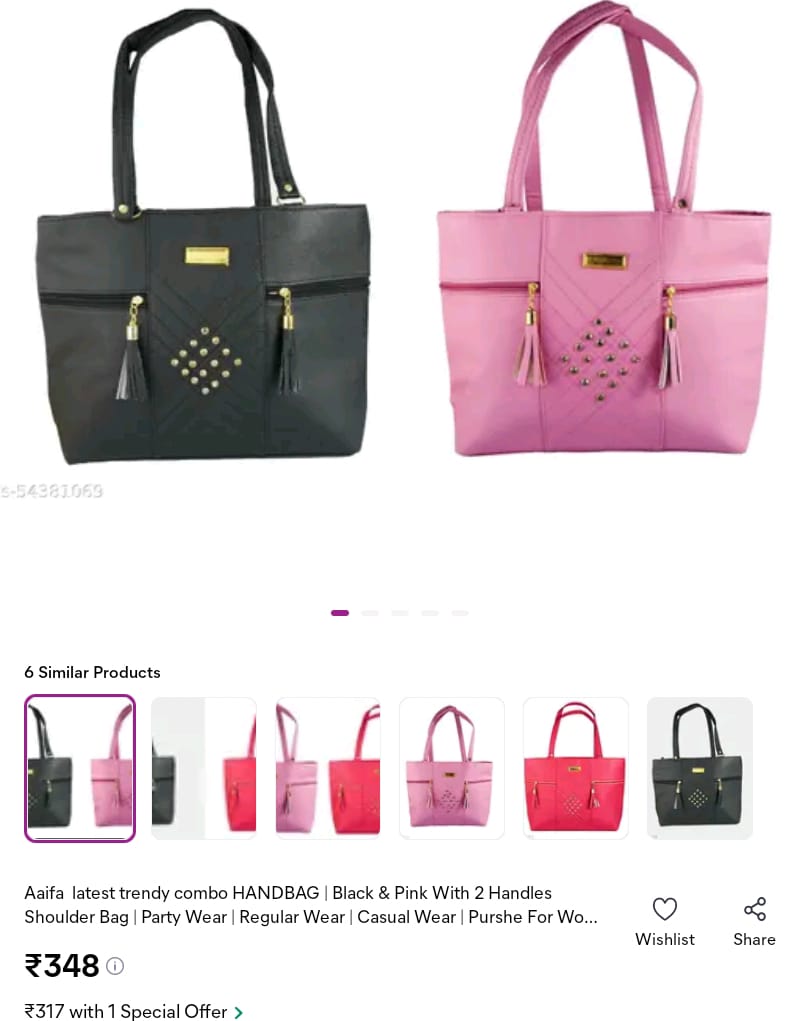 s-54381069
6 Similar Products
Aaifa latest trendy combo HANDBAG | Black & Pink With 2 Handles
Shoulder Bag | Party Wear | Regular Wear | Casual Wear | Purshe For Wo...
Wishlist
Share
₹348
₹317 with 1 Special Offer